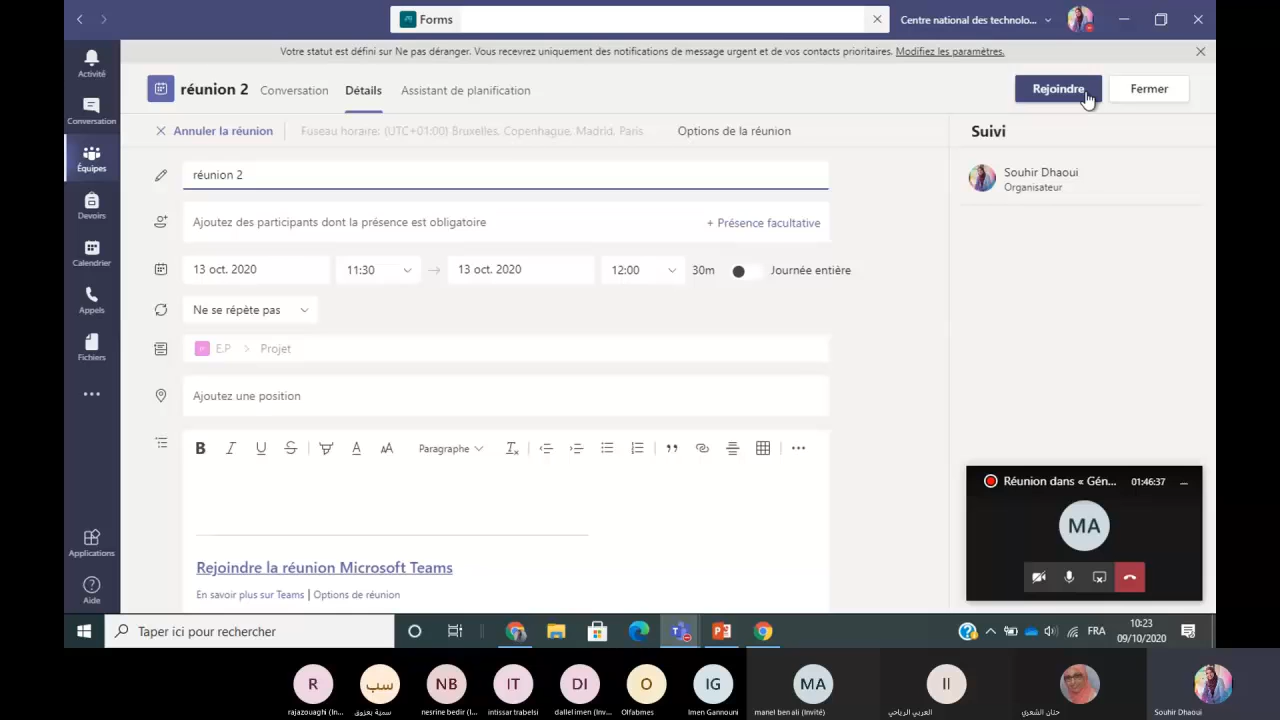 Forms
Centre national des technolo...
Votre statut est défini sur Ne pas déranger. Vous recevrez uniquement des notifications de message urgent et de vos contacts prioritaires. Modifiez les paramètres.
Activité
Conversation
Équipes
Devoirs
Calendrier
Appels
Fichiers
Applications
Aide
réunion 2
Conversation
Détails
Assistant de planification
Rejoindre
Fermer
Annuler la réunion
Fuseau horaire: (UTC+01:00) Bruxelles, Copenhague, Madrid, Paris
Options de la réunion
Suivi
réunion 2
Souhir Dhaoui
Organisateur
Ajoutez des participants dont la présence est obligatoire
+ Présence facultative
13 oct. 2020
11:30
13 oct. 2020
12:00
30m
Journée entière
Ne se répète pas
E.P > Projet
Ajoutez une position
B I U S A AA Paragraphe
Rejoindre la réunion Microsoft Teams
En savoir plus sur Teams | Options de réunion
Réunion dans « Gén...
01:46:37
MA
Taper ici pour rechercher
FRA
10:23
09/10/2020
R
سب
NB
IT
DI
O
IG
MA
اا
rajazouaghi (In...
سمية بعزوق
nesrine bedir (I...
intissar trabelsi
dallel imen (Inv...
Olfabmes
Imen Gannouni
manel ben ali (Invité)
العربي الرياحي
حنان الشعري
Souhir Dhaoui